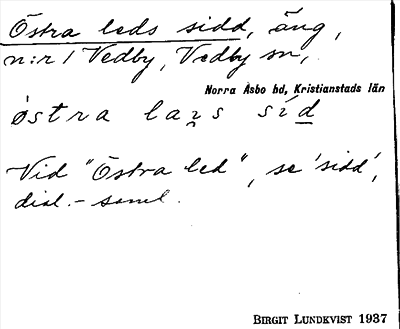 Östra leds sidd, äng,
n:r 1 Vedby, Vedby sn,
Norra Åsbo hd, Kristianstads län
östra las sid
Vid "Östra led", se 'sidd',
dial.-saml.
BIRGIT LUNDKVIST 1937